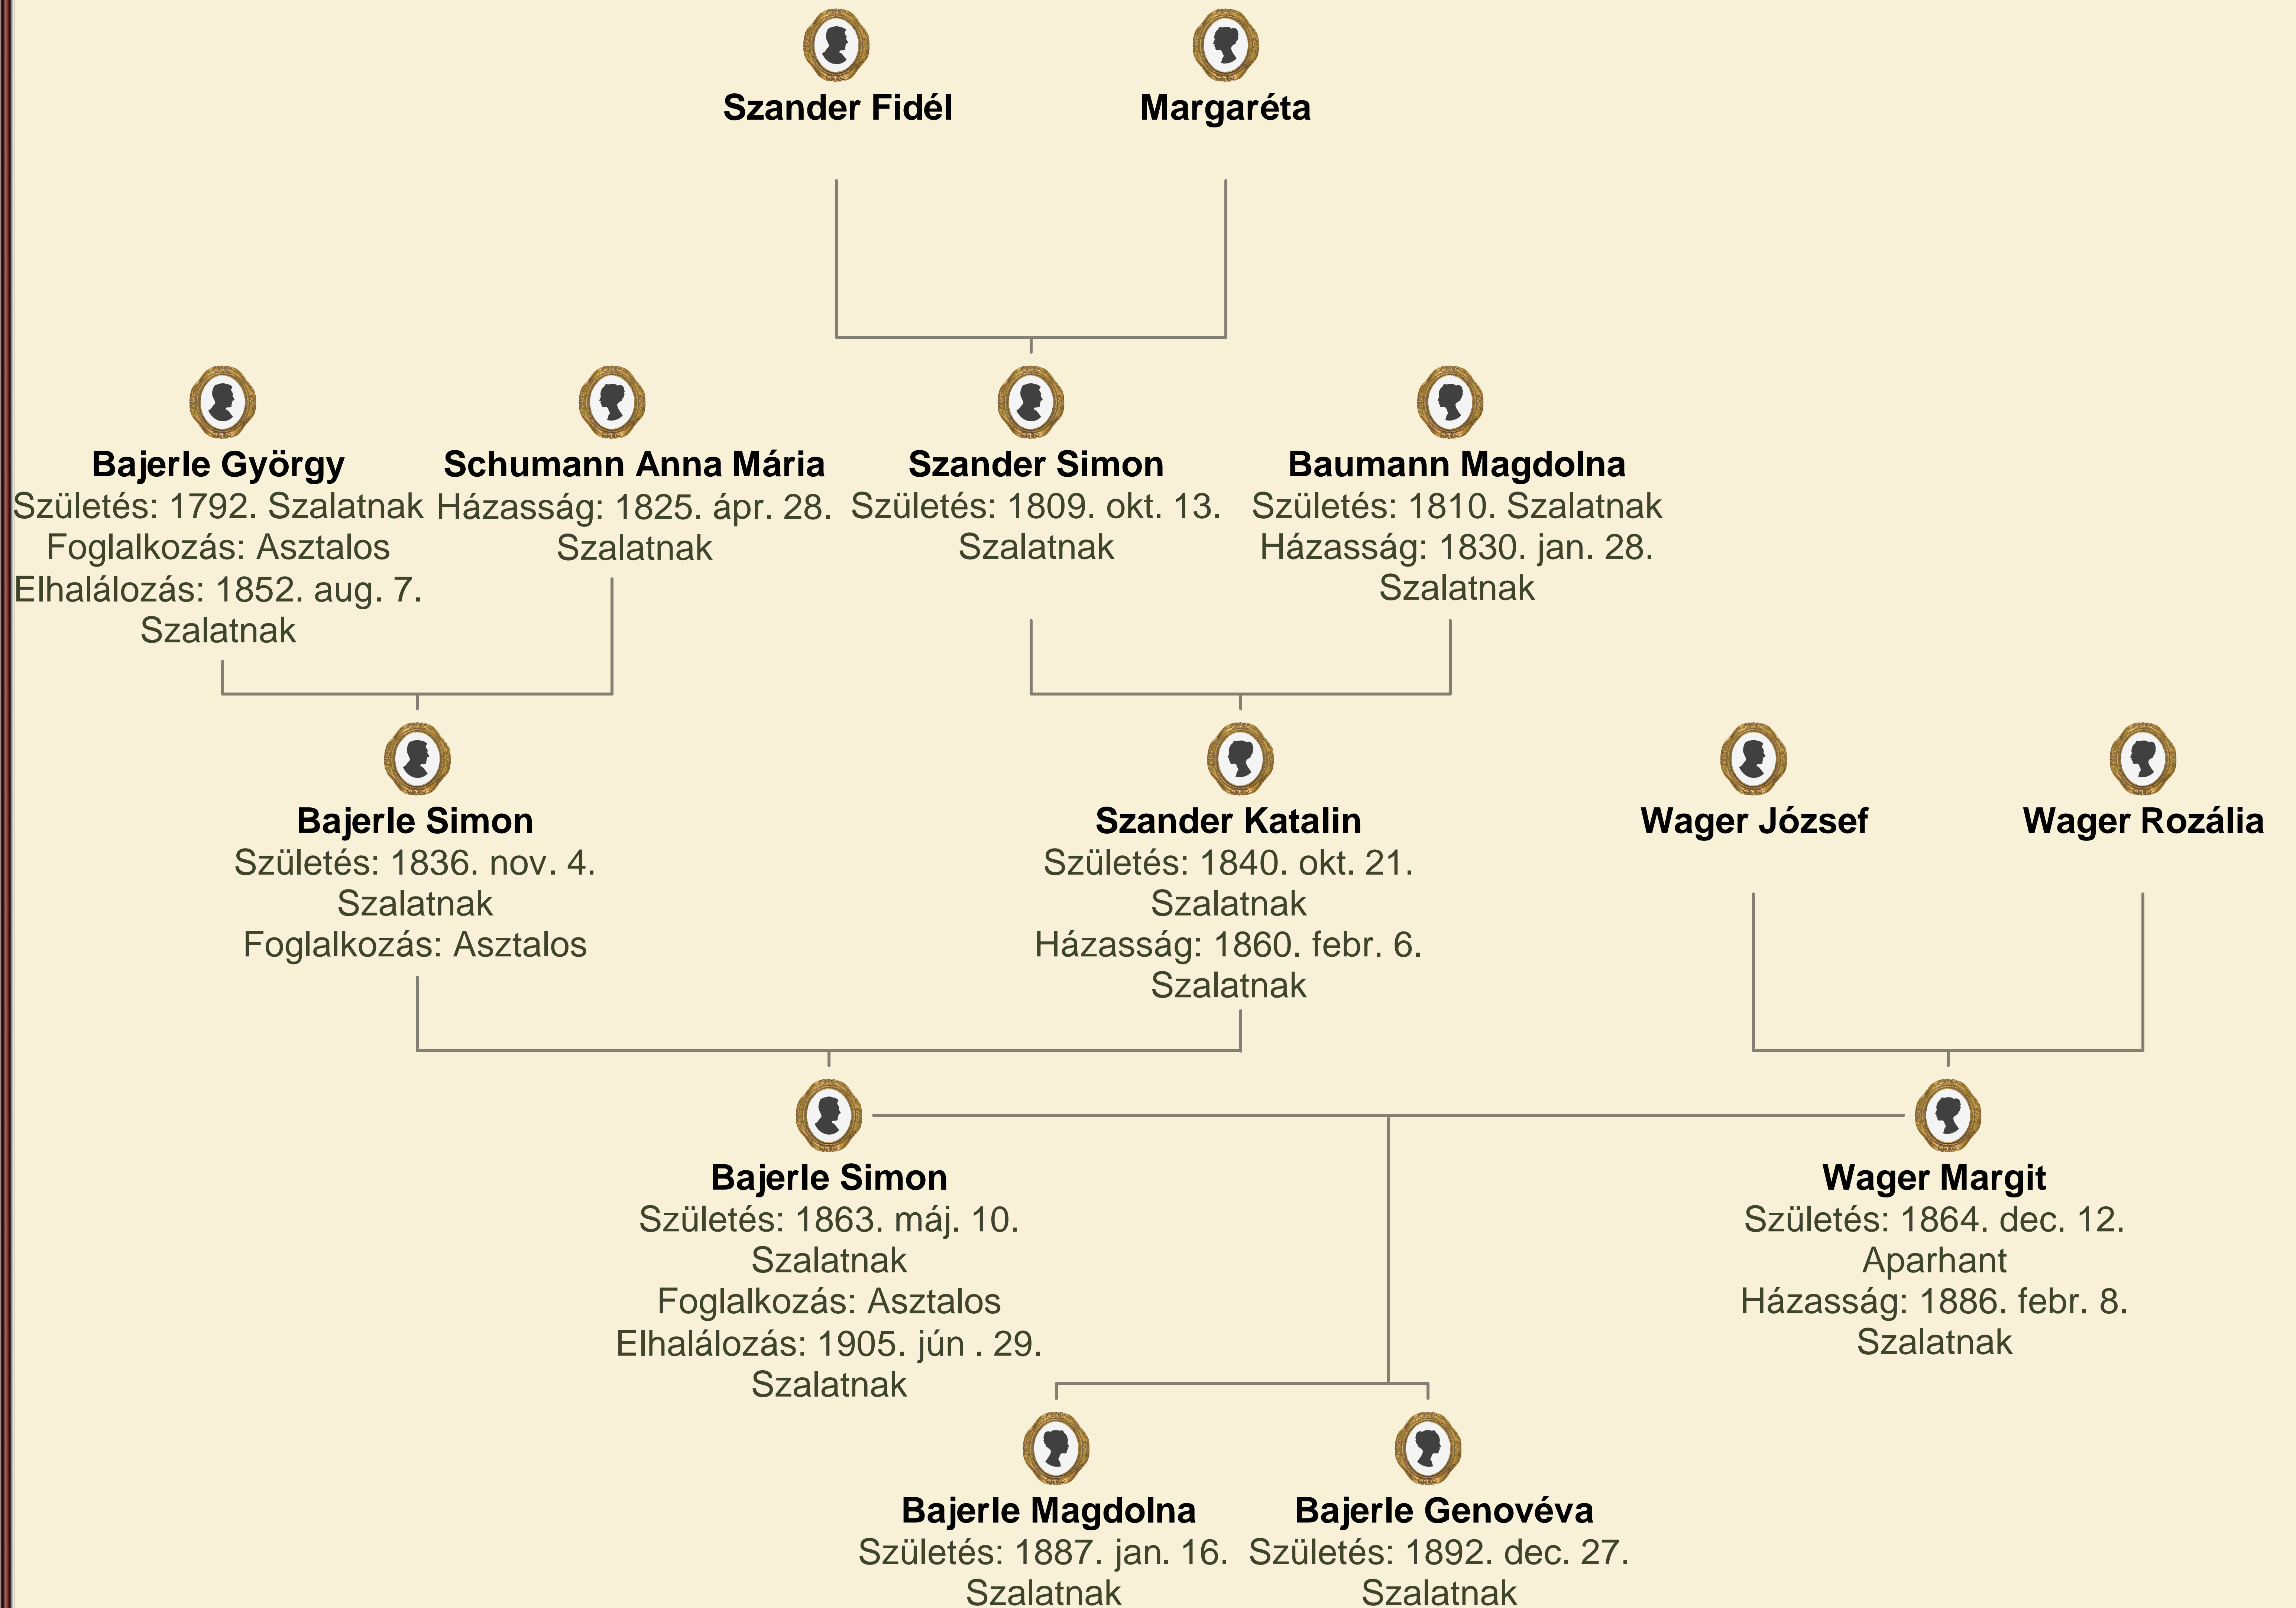 Szander Fidél
Margaréta
Bajerle György
Születés: 1792. Szalatnak
Foglalkozás: Asztalos
Elhalálozás: 1852. aug. 7.
Szalatnak
Schumann Anna Mária
Házasság: 1825. ápr. 28.
Szalatnak
Szander Simon
Születés: 1809. okt. 13.
Szalatnak
Baumann Magdolna
Születés: 1810. Szalatnak
Házasság: 1830. jan. 28.
Szalatnak
Bajerle Simon
Születés: 1836. nov. 4.
Szalatnak
Foglalkozás: Asztalos
Szander Katalin
Születés: 1840. okt. 21.
Szalatnak
Házasság: 1860. febr. 6.
Szalatnak
Wager József
Wager Rozália
Bajerle Simon
Születés: 1863. máj. 10.
Szalatnak
Foglalkozás: Asztalos
Elhalálozás: 1905. jún . 29.
Szalatnak
Wager Margit
Születés: 1864. dec. 12.
Aparhant
Házasság: 1886. febr. 8.
Szalatnak
Bajerle Magdolna
Születés: 1887. jan. 16.
Szalatnak
Bajerle Genovéva
Születés: 1892. dec. 27.
Szalatnak